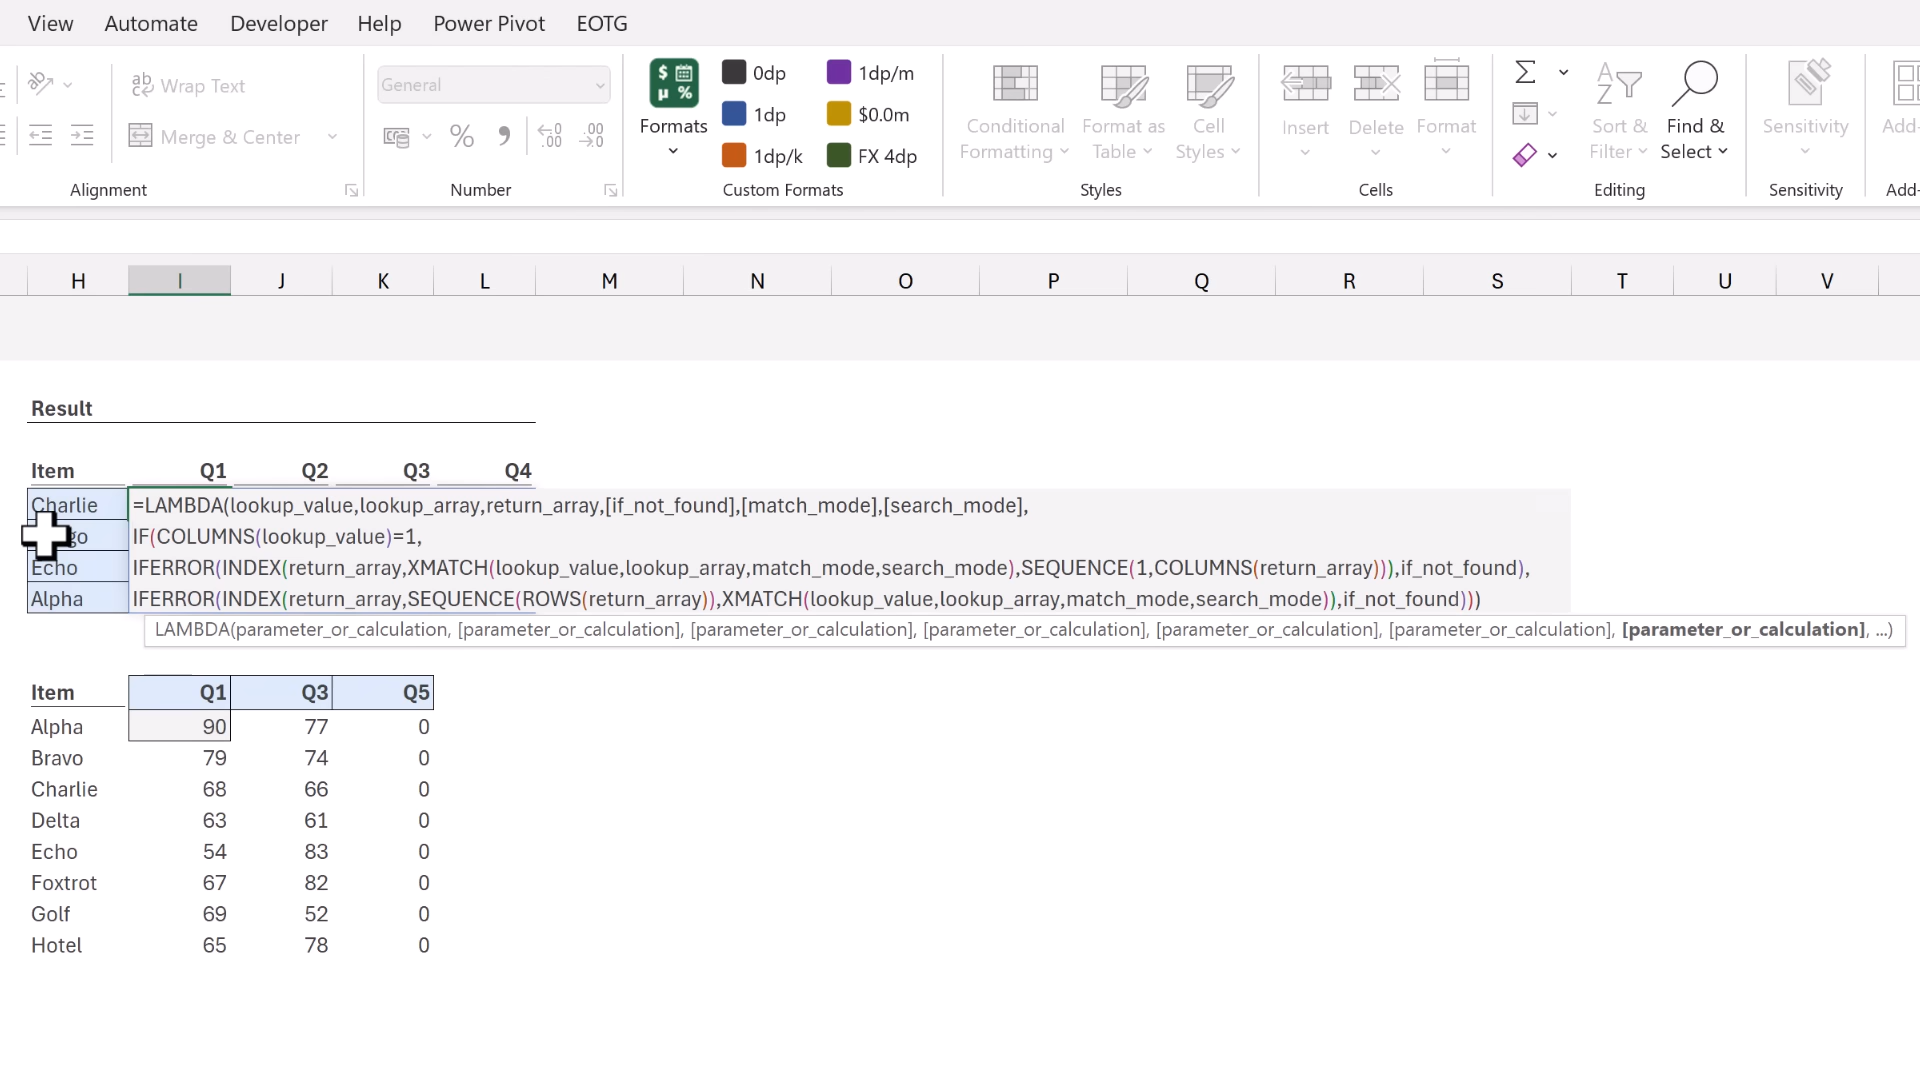 View Automate Developer Help Power Pivot EOTG
Wrap Text General 0dp 1dp/m
Formats 1dp $0.0m Conditional Format as Cell Insert Delete Format Sort & Find & Sensitivity Add-
Merge & Center % 1dp/k FX 4dp Formatting Table Styles Filter Select
Alignment Number Custom Formats Styles Cells Editing Sensitivity Add-
H I J K L M N O P Q R S T U V
Result
Item Q1 Q2 Q3 Q4
Charlie =LAMBDA(lookup_value,lookup_array,return_array,[if_not_found],[match_mode],[search_mode],
IF(COLUMNS(lookup_value)=1,
Echo IFERROR(INDEX(return_array,XMATCH(lookup_value,lookup_array,match_mode,search_mode),SEQUENCE(1,COLUMNS(return_array))),if_not_found),
Alpha IFERROR(INDEX(return_array,SEQUENCE(ROWS(return_array)),XMATCH(lookup_value,lookup_array,match_mode,search_mode)),if_not_found)))
LAMBDA(parameter_or_calculation, [parameter_or_calculation], [parameter_or_calculation], [parameter_or_calculation], [parameter_or_calculation], [parameter_or_calculation], [parameter_or_calculation], ...)
Item Q1 Q3 Q5
Alpha 90 77 0
Bravo 79 74 0
Charlie 68 66 0
Delta 63 61 0
Echo 54 83 0
Foxtrot 67 82 0
Golf 69 52 0
Hotel 65 78 0